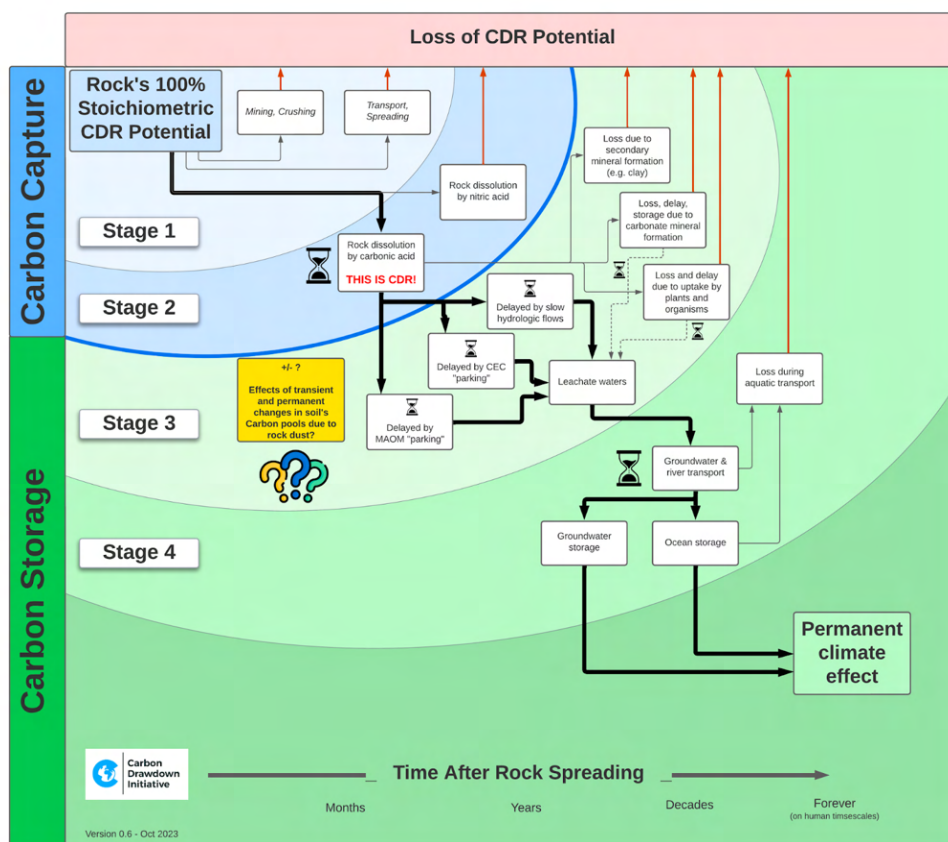 Loss of CDR Potential
Carbon Capture
Carbon Storage
Rock's 100%
Stoichiometric
CDR Potential
Mining, Crushing
Transport,
Spreading
Loss due to
secondary
mineral formation
(e.g. clay)
Rock dissolution
by nitric acid
Loss, delay,
storage due to
carbonate mineral
formation
Stage 1
Rock dissolution
by carbonic acid
THIS IS CDR!
Loss and delay
due to uptake by
plants and
organisms
Stage 2
Delayed by slow
hydrologic flows
+/- ?
Effects of transient
and permanent
changes in soil's
Carbon pools due to
rock dust?
Delayed by CEC
"parking"
Leachate waters
Loss during
aquatic transport
Stage 3
Delayed by
MAOM "parking"
Groundwater &
river transport
Stage 4
Groundwater
storage
Ocean storage
Permanent
climate
effect
Carbon
Drawdown
Initiative
Time After Rock Spreading
Months
Years
Decades
Forever
(on human timsescales)
Version 0.6 - Oct 2023